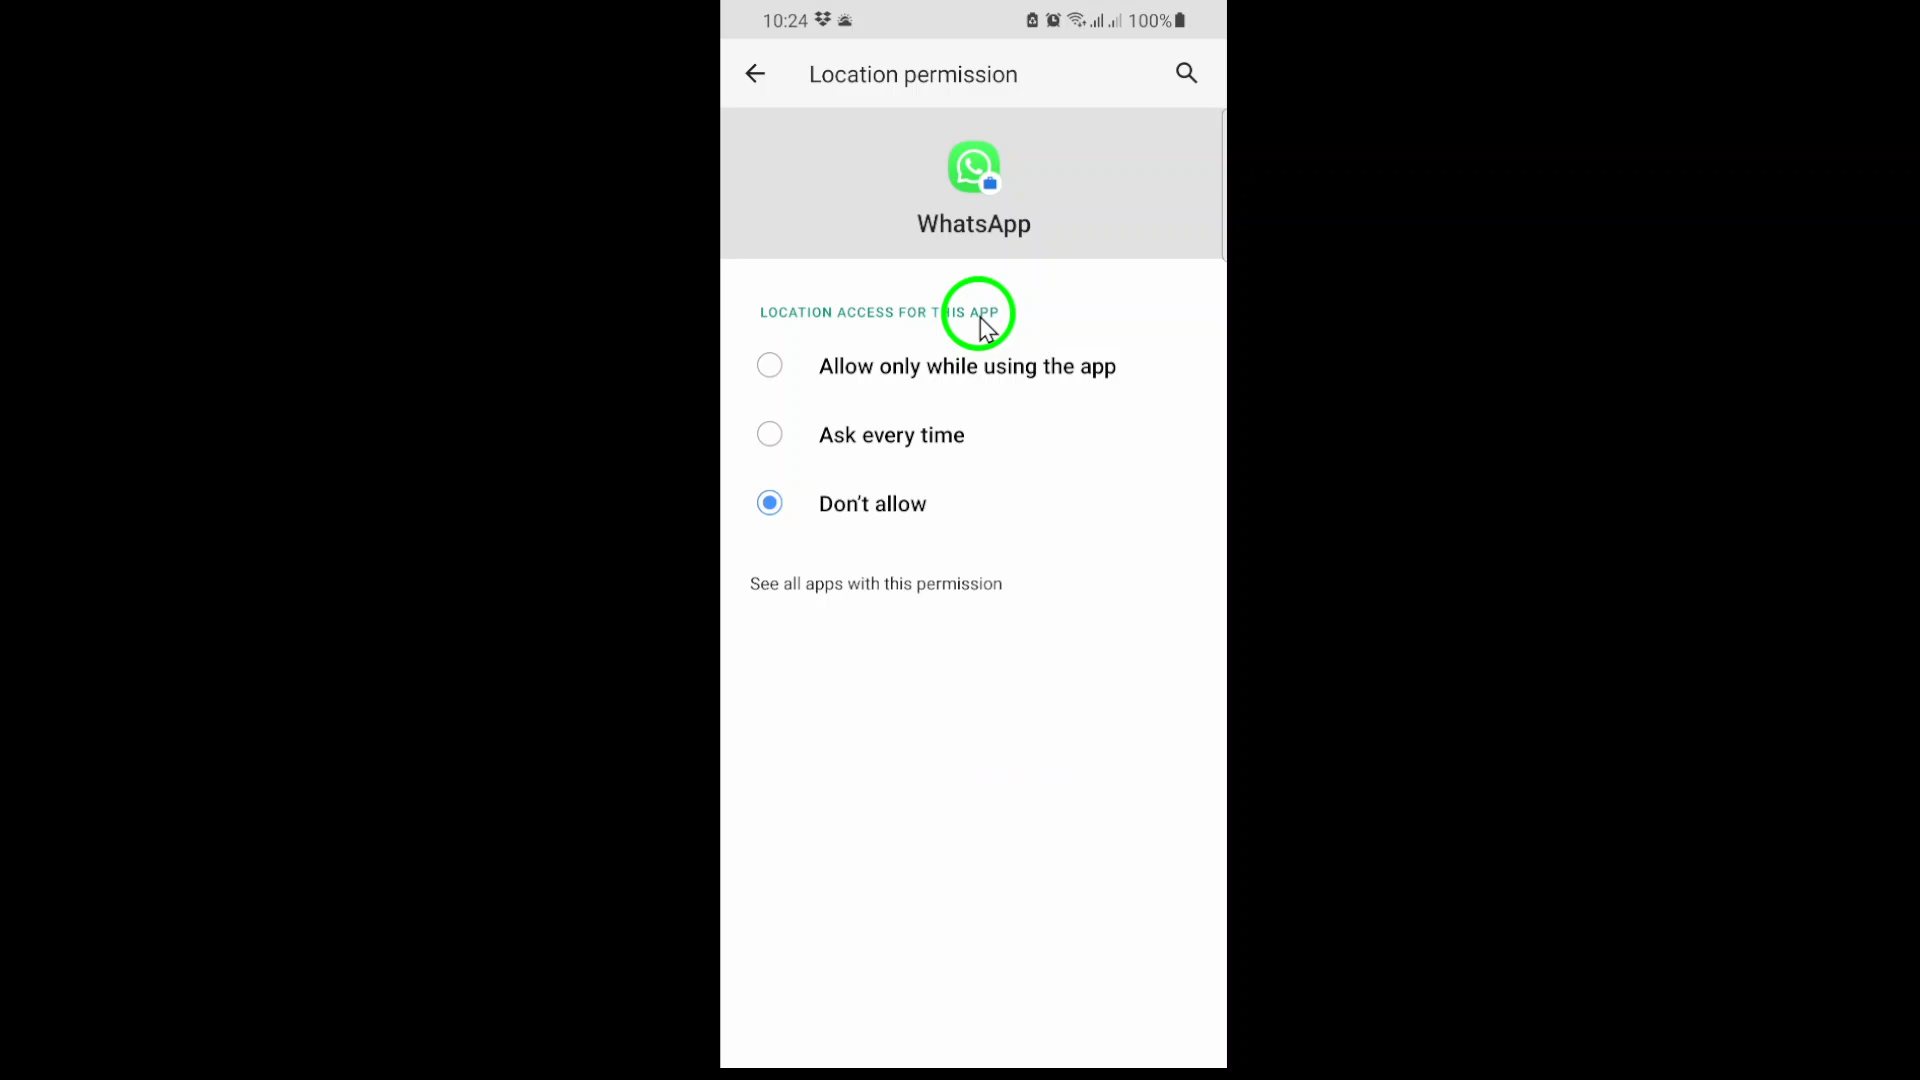 10:24 100%
Location permission
WhatsApp
LOCATION ACCESS FOR THIS APP
Allow only while using the app
Ask every time
Don’t allow
See all apps with this permission